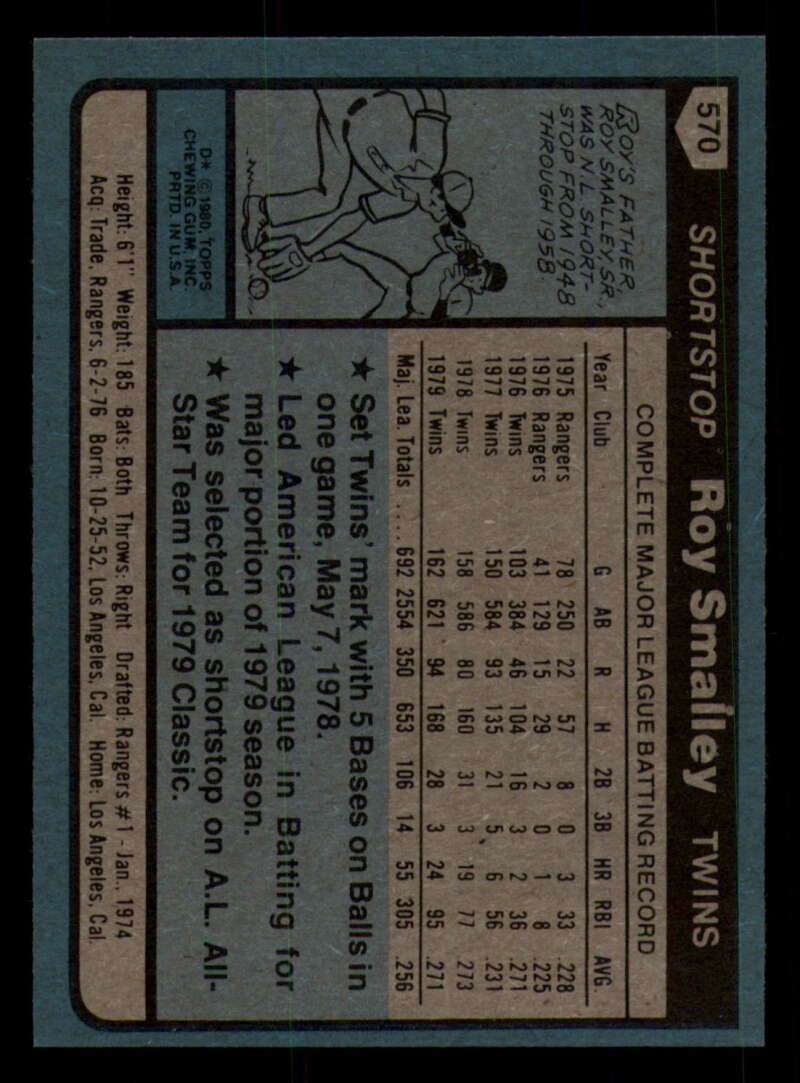 570 SHORTSTOP Roy Smalley TWINS
ROY'S FATHER,
ROY SMALLEY, SR.,
WAS N.L. SHORT-
STOP FROM 1948
THROUGH 1958.
D* © 1980 TOPPS
CHEWING GUM, INC.
PRTD. IN U.S.A.
COMPLETE MAJOR LEAGUE BATTING RECORD
Year Club G AB R H 2B 3B HR RBI AVG.
1975 Rangers 78 250 22 57 8 0 3 33 .228
1976 Rangers 41 129 15 29 2 0 1 8 .225
1976 Twins 103 384 46 104 16 3 2 36 .271
1977 Twins 150 584 93 135 21 5 6 56 .231
1978 Twins 158 586 80 160 31 3 19 77 .273
1979 Twins 162 621 94 168 28 3 24 95 .271
Maj. Lea. Totals .... 692 2554 350 653 106 14 55 305 .256
★ Set Twins' mark with 5 Bases on Balls in
one game, May 7, 1978.
★ Led American League in Batting for
major portion of 1979 season.
★ Was selected as shortstop on A.L. All-
Star Team for 1979 Classic.
Height: 6'1" Weight: 185 Bats: Both Throws: Right Drafted: Rangers #1 - Jan., 1974
Acq: Trade, Rangers, 6-2-76 Born: 10-25-52, Los Angeles, Cal. Home: Los Angeles, Cal.